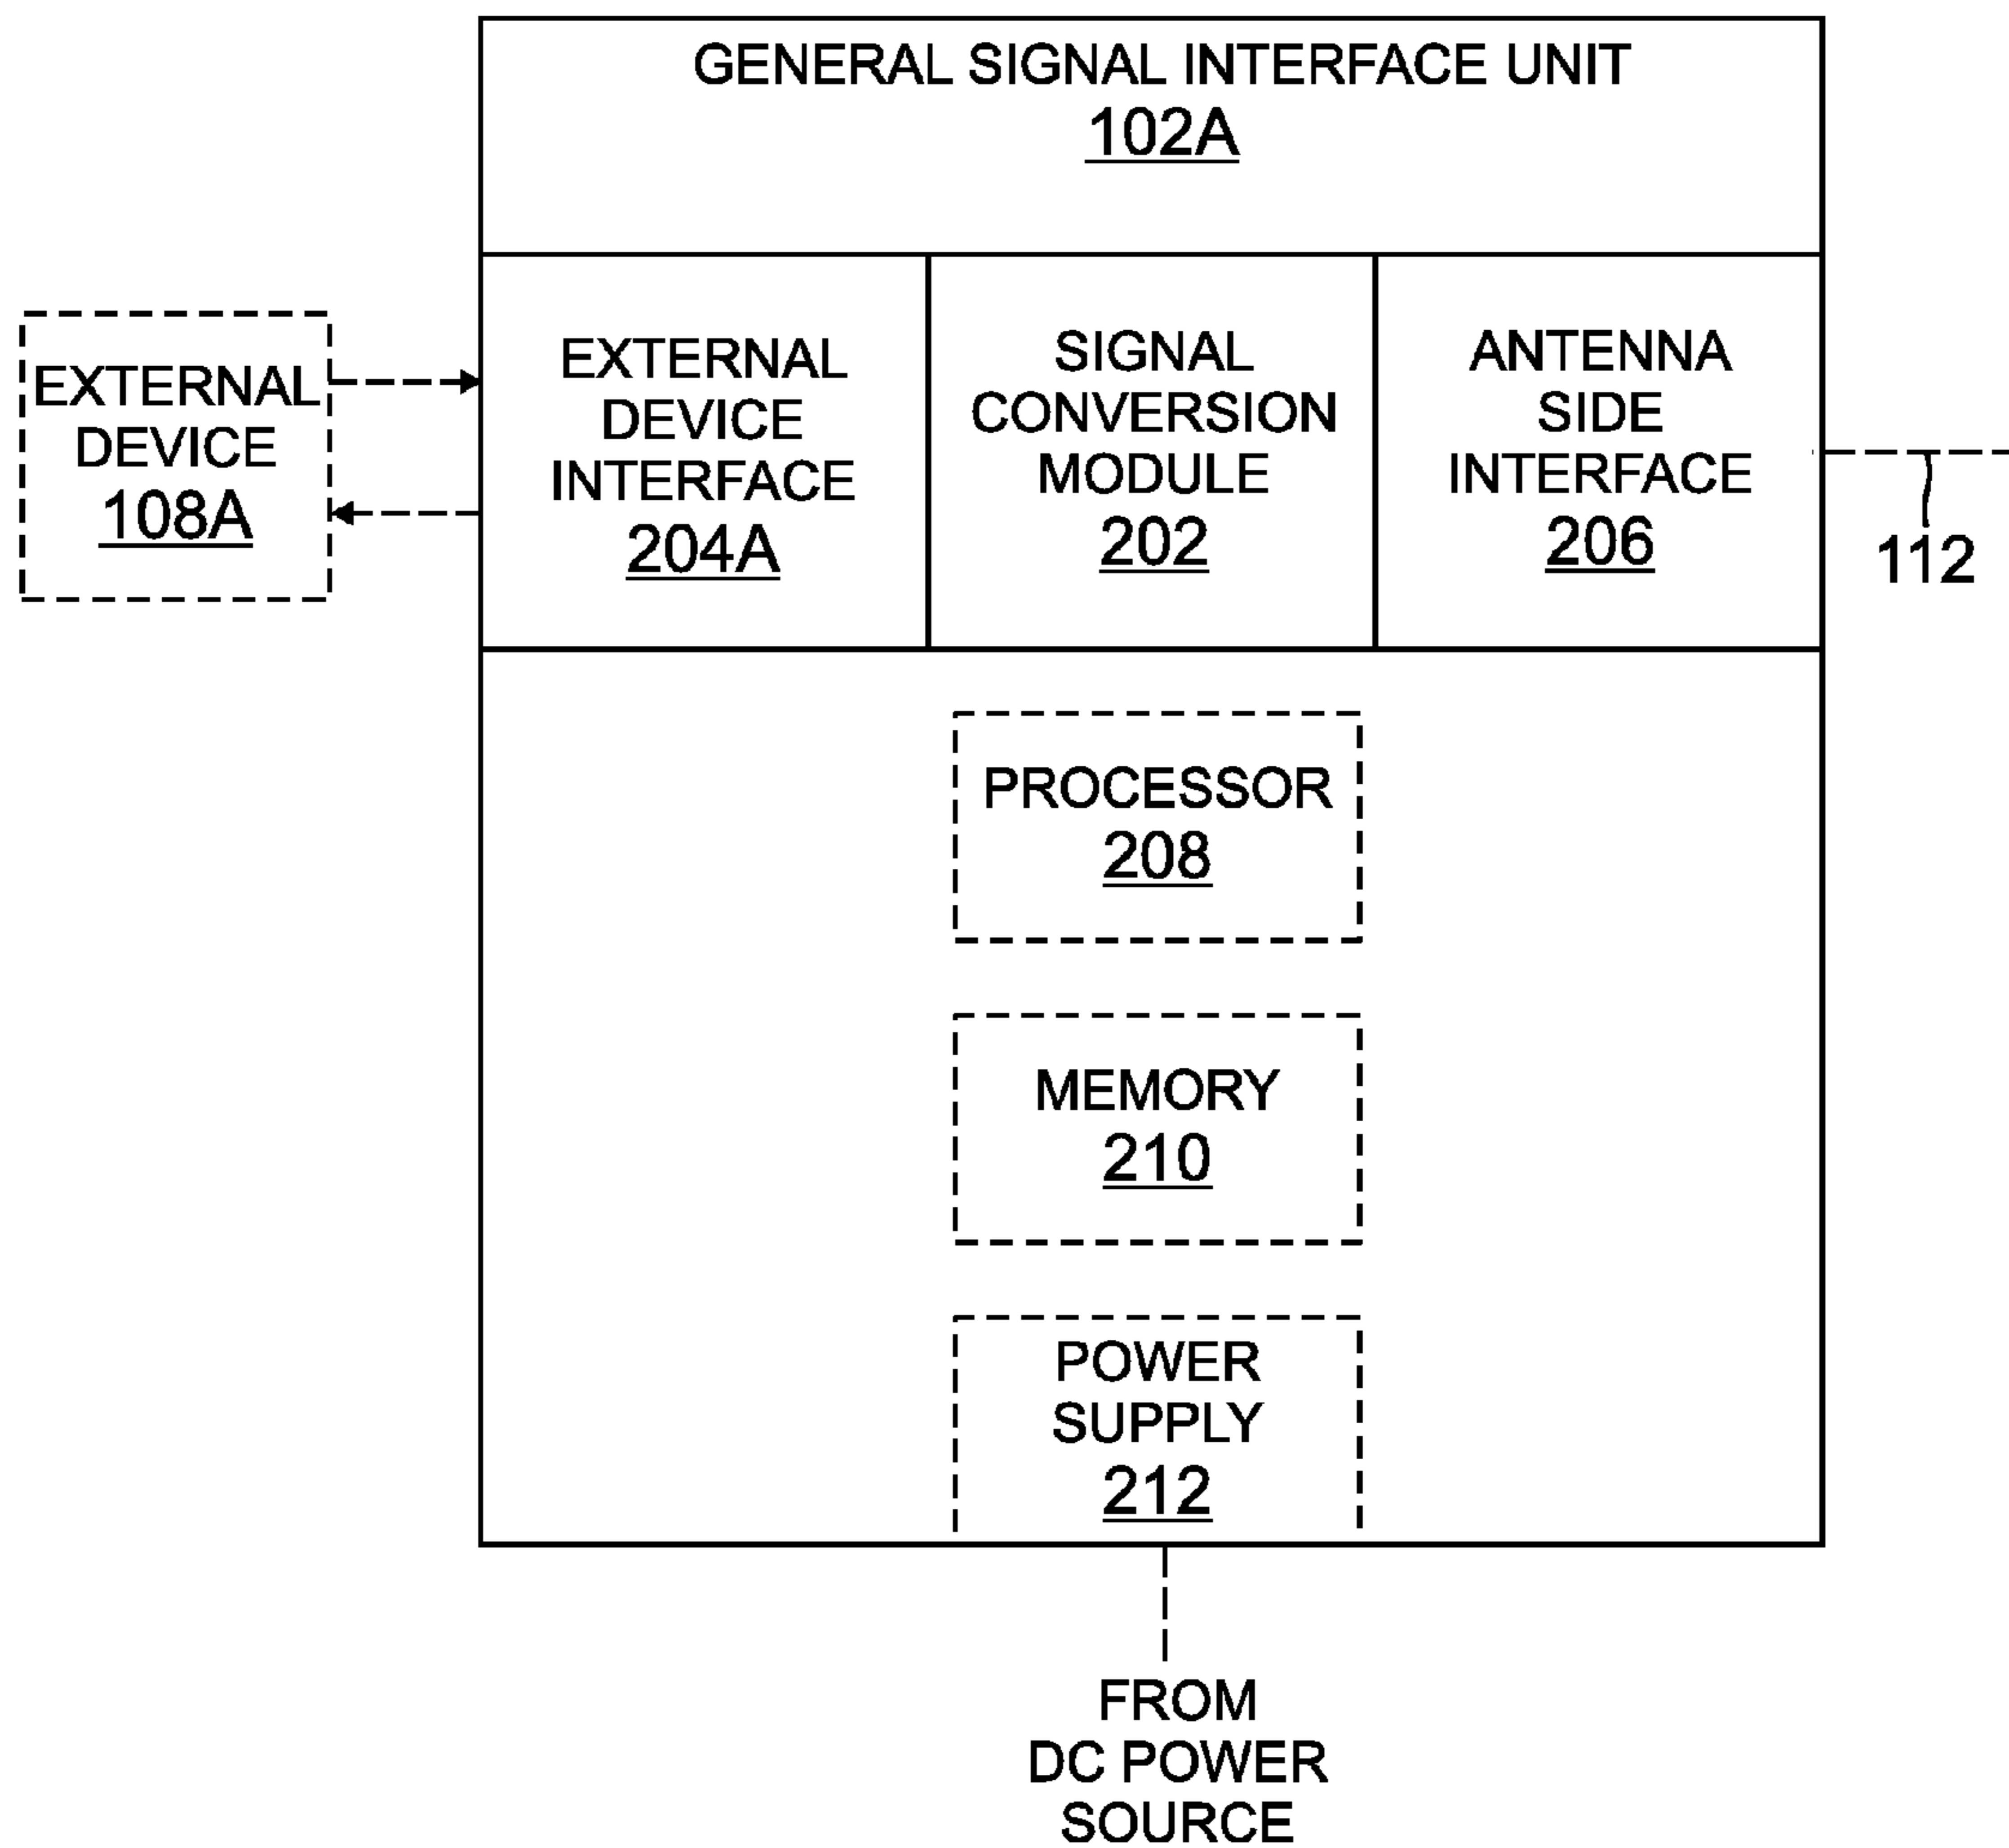 GENERAL SIGNAL INTERFACE UNIT
102A
EXTERNAL
DEVICE
108A
EXTERNAL
DEVICE
INTERFACE
204A
SIGNAL
CONVERSION
MODULE
202
ANTENNA
SIDE
INTERFACE
206
112
PROCESSOR
208
MEMORY
210
POWER
SUPPLY
212
FROM
DC POWER
SOURCE